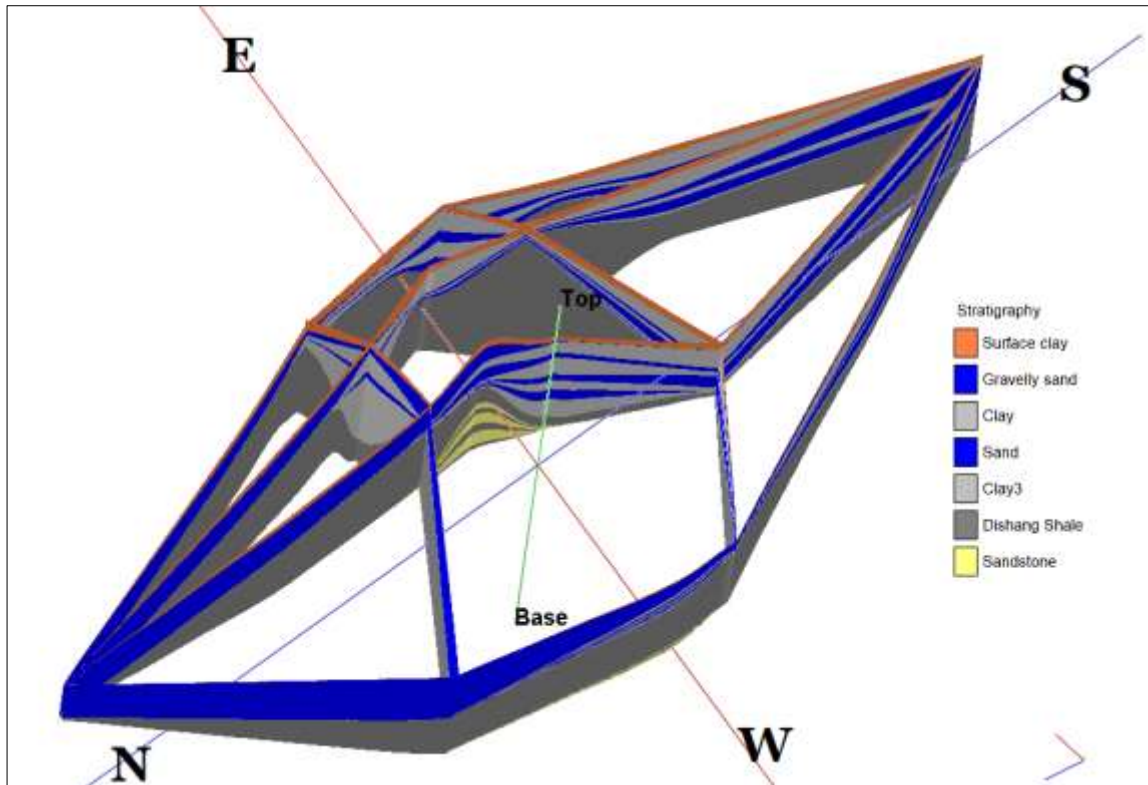 E
S
Top
Stratigraphy
Surface clay
Gravelly sand
Clay
Sand
Clay3
Dishang Shale
Sandstone
Base
N
W